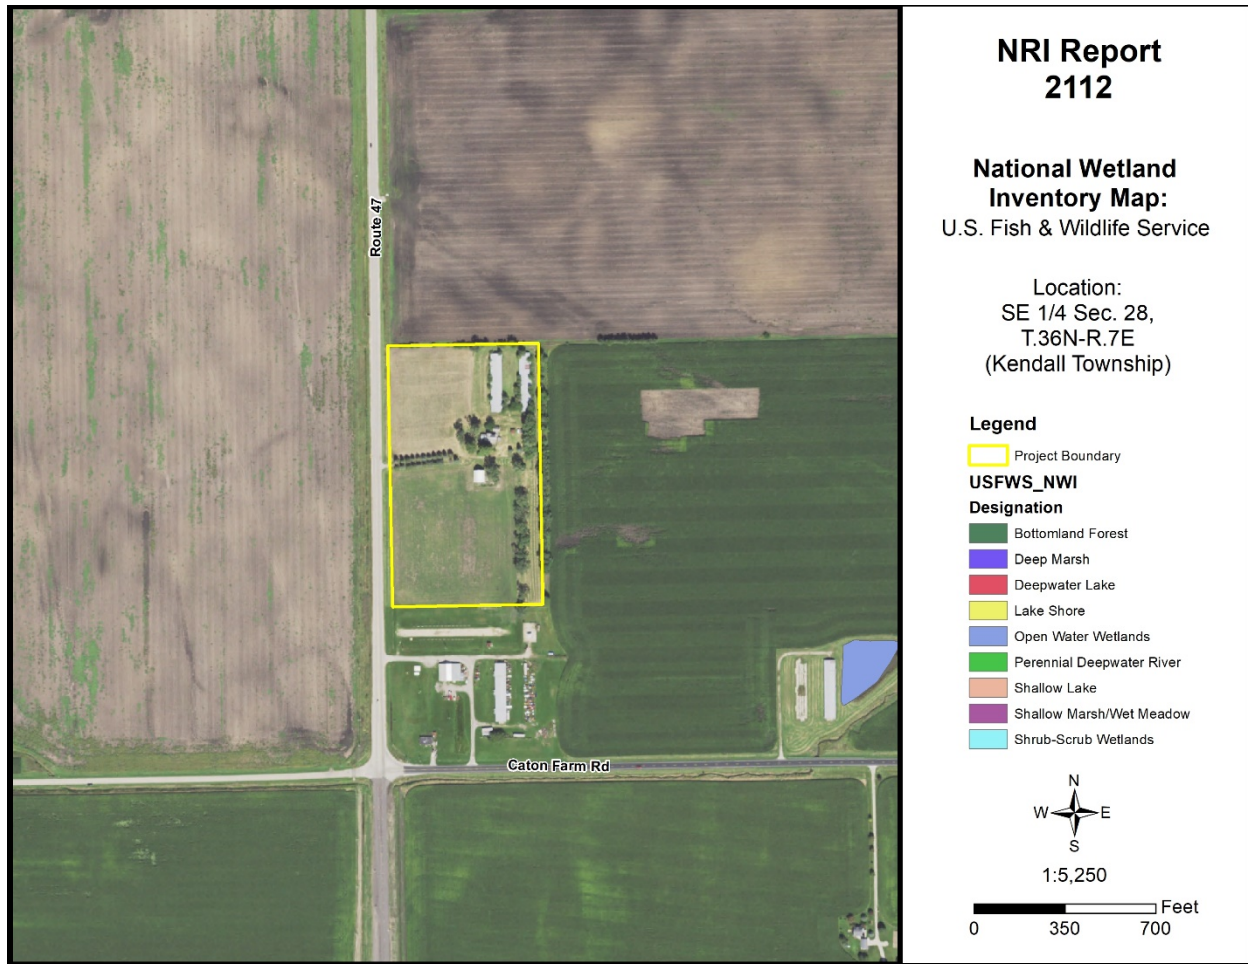 NRI Report
2112
National Wetland
Inventory Map:
U.S. Fish & Wildlife Service
Location:
SE 1/4 Sec. 28,
T.36N-R.7E
(Kendall Township)
Legend
Project Boundary
USFWS_NWI
Designation
Bottomland Forest
Deep Marsh
Deepwater Lake
Lake Shore
Open Water Wetlands
Perennial Deepwater River
Shallow Lake
Shallow Marsh/Wet Meadow
Shrub-Scrub Wetlands
N
W E
S
1:5,250
Feet
0 350 700
Route 47
Caton Farm Rd